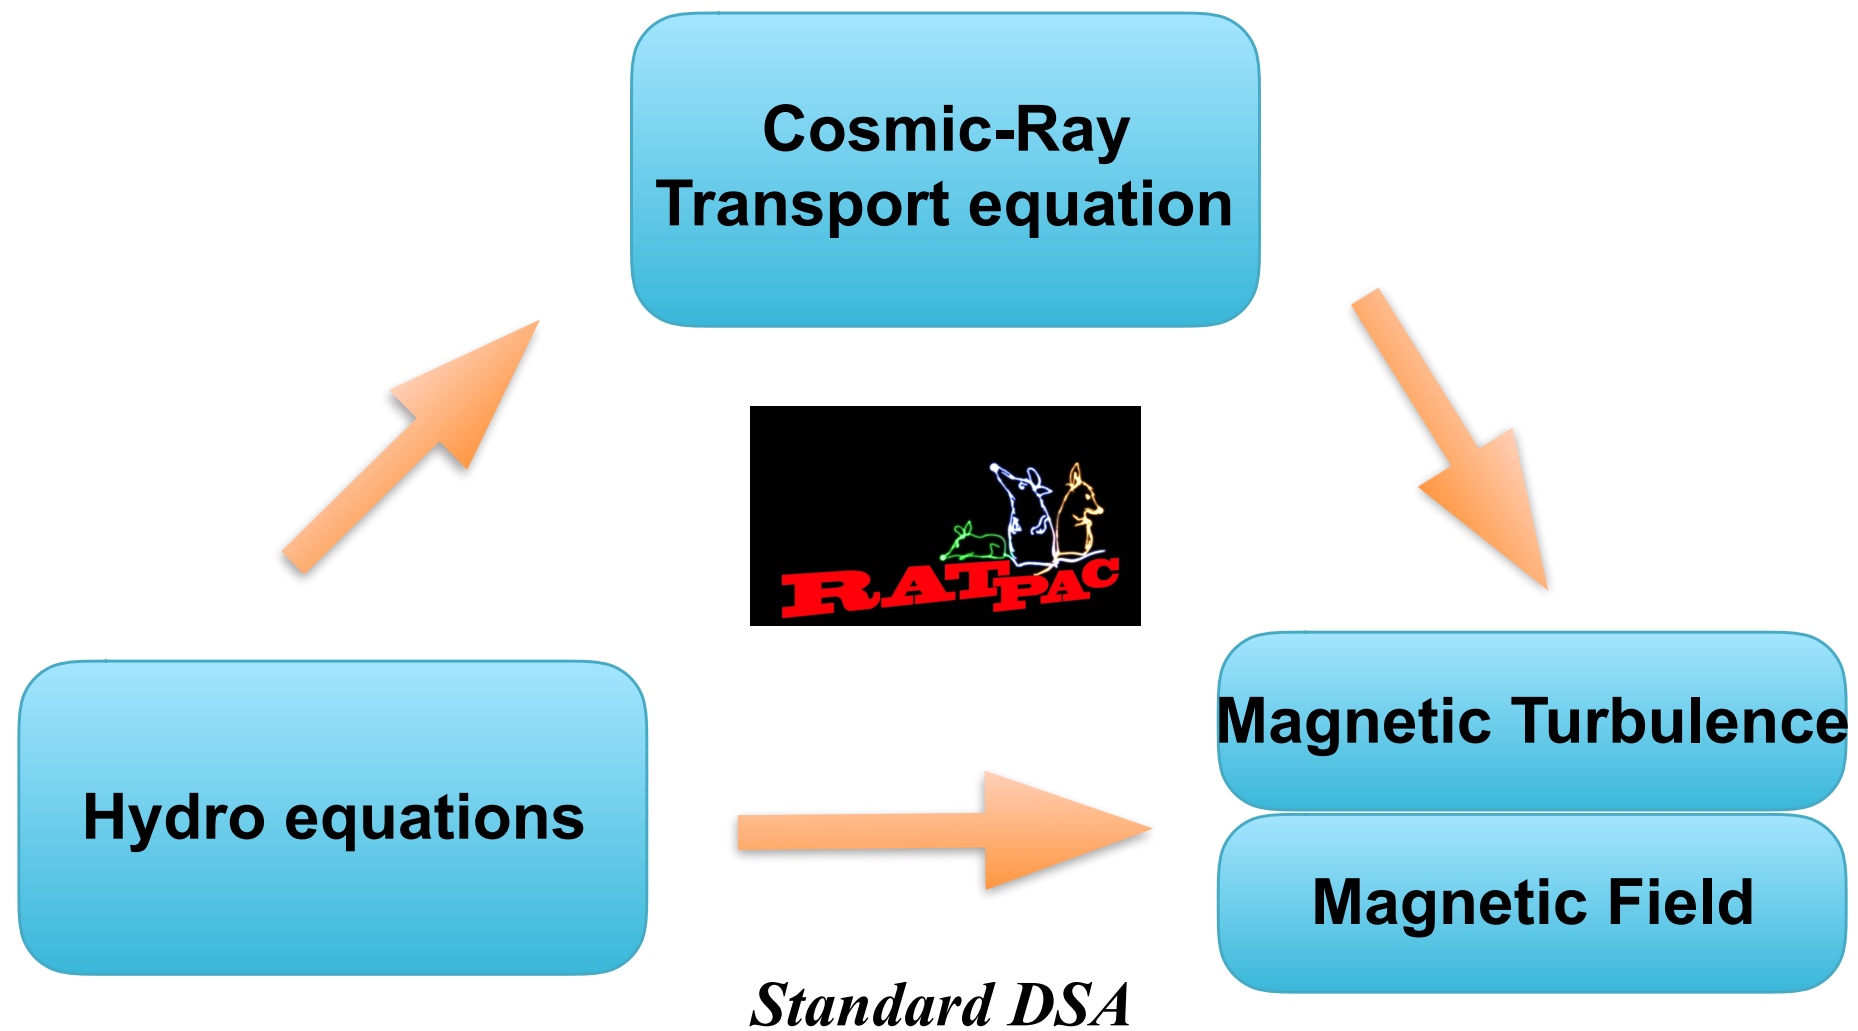 Cosmic-Ray
Transport equation
RATPAC
Hydro equations
Magnetic Turbulence
Magnetic Field
Standard DSA